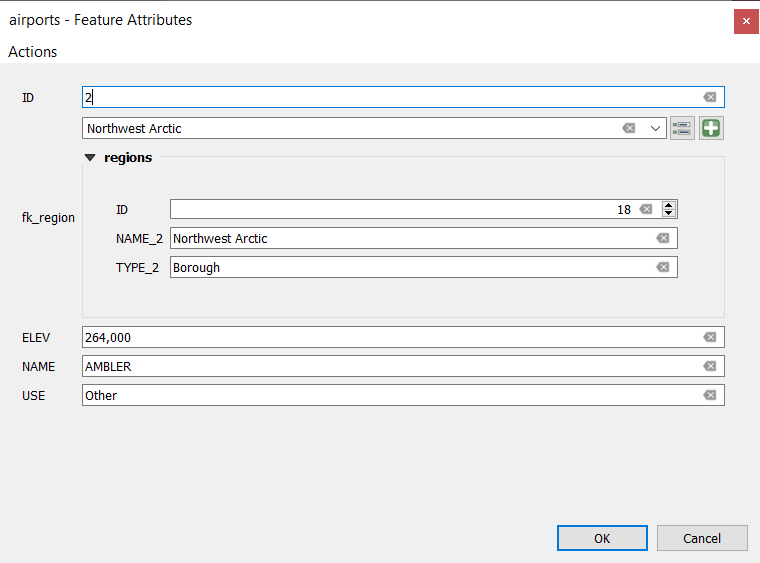 airports - Feature Attributes
Actions
ID 2
Northwest Arctic
regions
fk_region
ID 18
NAME_2 Northwest Arctic
TYPE_2 Borough
ELEV 264,000
NAME AMBLER
USE Other
OK Cancel